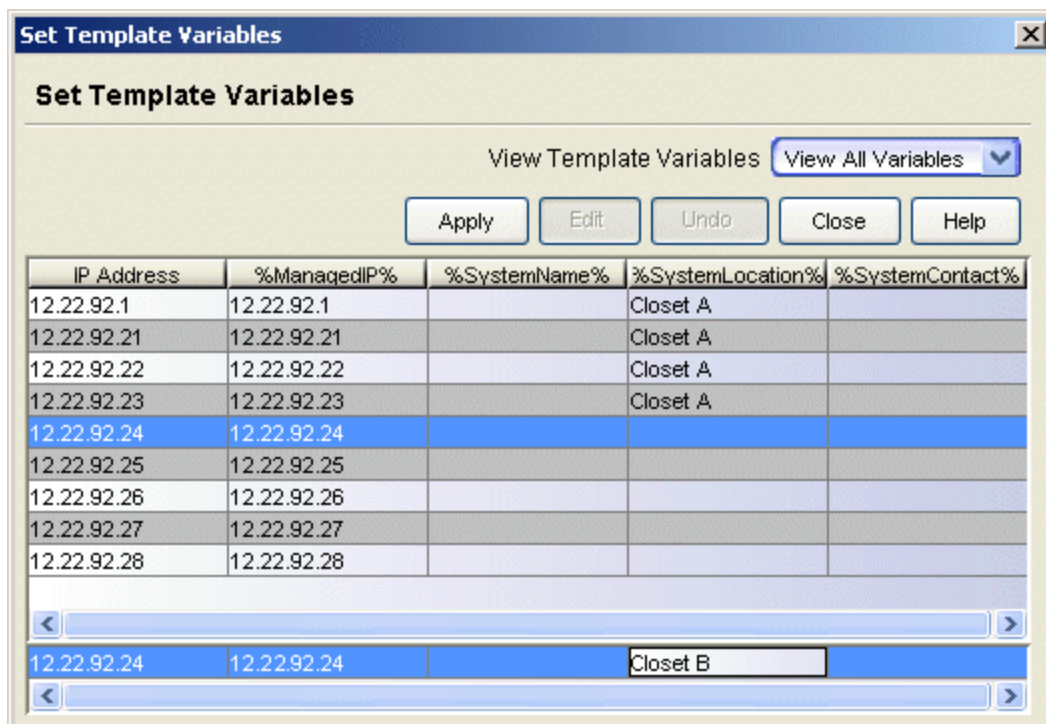 Set Template Variables
Set Template Variables
View Template Variables View All Variables
Apply Edit Undo Close Help
IP Address %ManagedIP% %SystemName% %SystemLocation% %SystemContact%
12.22.92.1 12.22.92.1 Closet A
12.22.92.21 12.22.92.21 Closet A
12.22.92.22 12.22.92.22 Closet A
12.22.92.23 12.22.92.23 Closet A
12.22.92.24 12.22.92.24
12.22.92.25 12.22.92.25
12.22.92.26 12.22.92.26
12.22.92.27 12.22.92.27
12.22.92.28 12.22.92.28
12.22.92.24 12.22.92.24 Closet B